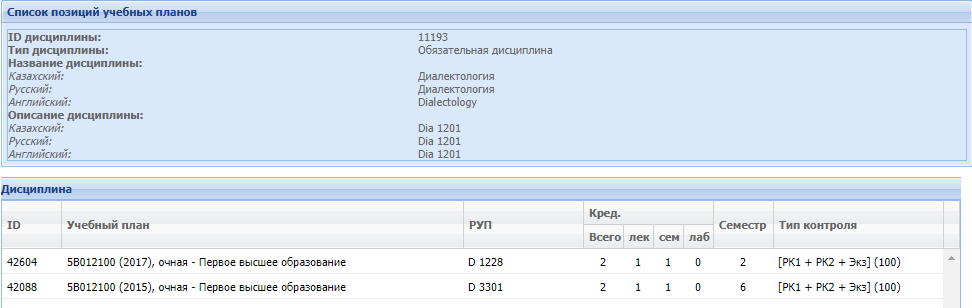 Список позиций учебных планов
ID дисциплины: 11193
Тип дисциплины: Обязательная дисциплина
Название дисциплины:
Казахский: Диалектология
Русский: Диалектология
Английский: Dialectology
Описание дисциплины:
Казахский: Dia 1201
Русский: Dia 1201
Английский: Dia 1201
Дисциплина
ID Учебный план РУП Кред. Семестр Тип контроля
Всего лек сем лаб
42604 5B012100 (2017), очная - Первое высшее образование D 1228 2 1 1 0 2 [РК1 + РК2 + Экз] (100)
42088 5B012100 (2015), очная - Первое высшее образование D 3301 2 1 1 0 6 [РК1 + РК2 + Экз] (100)